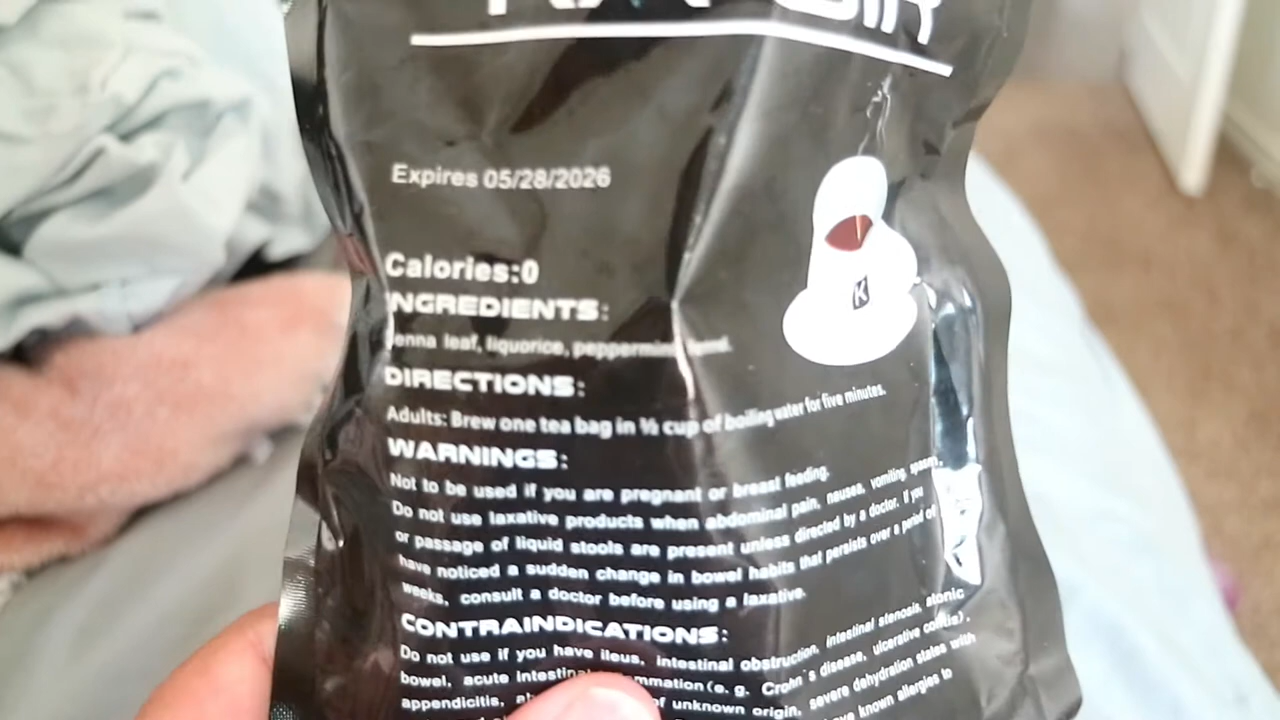 Expires 05/28/2026
Calories:0
INGREDIENTS:
Senna leaf, liquorice, peppermint
DIRECTIONS:
Adults: Brew one tea bag in ½ cup of boiling water for five minutes.
K
WARNINGS:
Not to be used if you are pregnant or breast feeding.
Do not use laxative products when abdominal pain, nausea, vomiting, spasm,
or passage of liquid stools are present unless directed by a doctor. If you
have noticed a sudden change in bowel habits that persists over a period of
weeks, consult a doctor before using a laxative.
CONTRAINDICATIONS:
Do not use if you have ileus, intestinal obstruction, intestinal stenosis, atonic
bowel, acute intestinal (e. g. Crohn's disease, ulcerative colitis),
appendicitis, of unknown origin, severe dehydration states with
have known allergies to